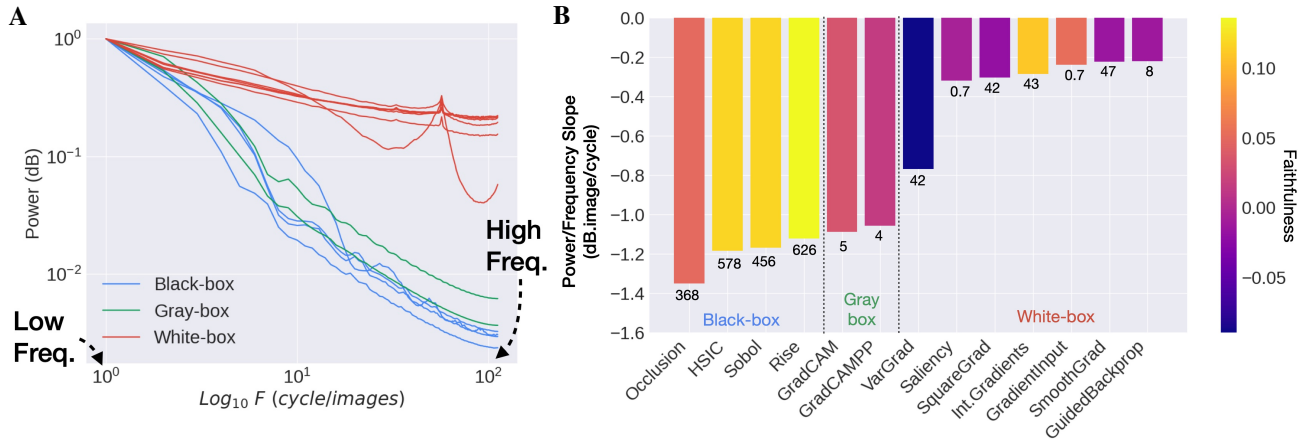 A
10^0
10^-1
10^-2
Power (dB)
Black-box
Gray-box
White-box
High
Freq.
Low
Freq.
10^0
10^1
10^2
Log10 F (cycle/images)
B
0.0
−0.2
−0.4
−0.6
−0.8
−1.0
−1.2
−1.4
−1.6
Power/Frequency Slope
(dB.image/cycle)
368
578
456
626
5
4
42
0.7
42
43
0.7
47
8
Black-box
Gray
box
White-box
Occlusion
HSIC
Sobol
Rise
GradCAM
GradCAMPP
VarGrad
Saliency
SquareGrad
Int.Gradients
GradientInput
SmoothGrad
GuidedBackprop
0.10
0.05
0.00
−0.05
Faithfulness